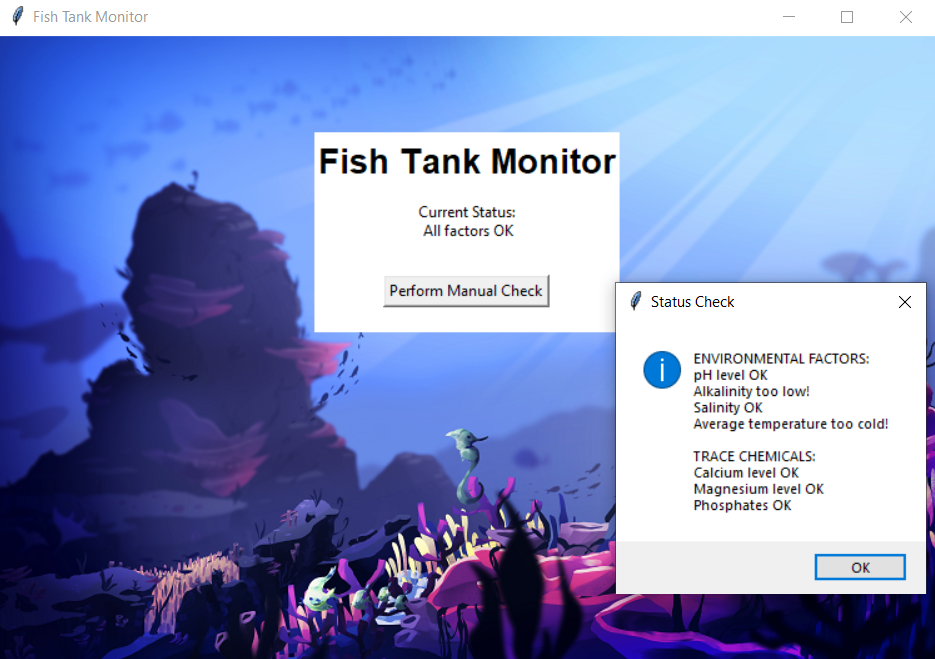 Fish Tank Monitor
Fish Tank Monitor
Current Status:
All factors OK
Perform Manual Check
Status Check
ENVIRONMENTAL FACTORS:
pH level OK
Alkalinity too low!
Salinity OK
Average temperature too cold!
TRACE CHEMICALS:
Calcium level OK
Magnesium level OK
Phosphates OK
OK